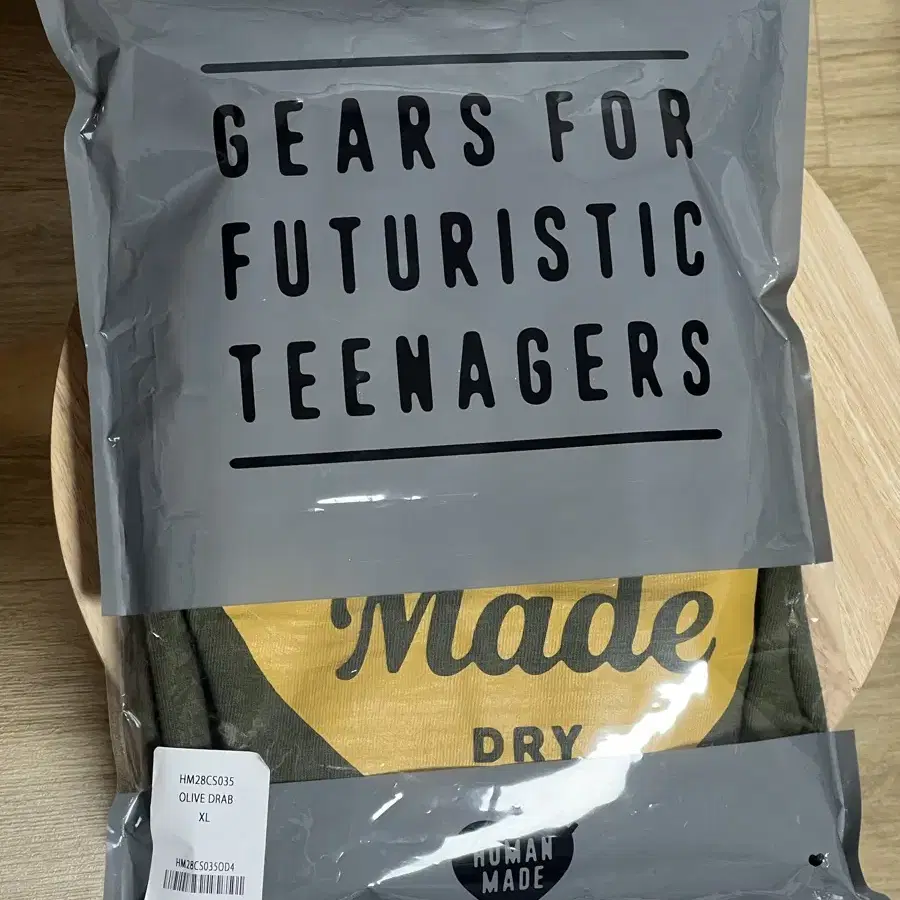 GEARS FOR
FUTURISTIC
TEENAGERS
Made
DRY
HM28CS035
OLIVE DRAB
XL
HM28CS035OD4
HUMAN
MADE